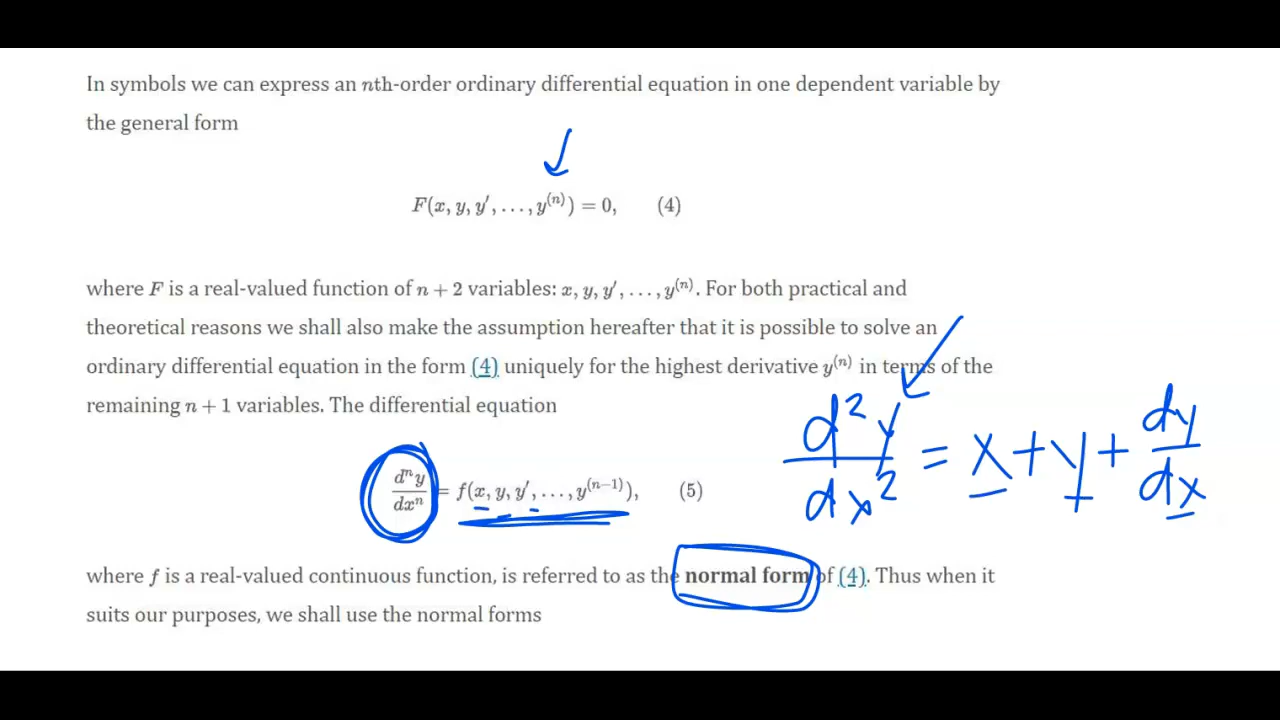 In symbols we can express an nth-order ordinary differential equation in one dependent variable by
the general form
F(x, y, y′, …, y⁽ⁿ⁾) = 0, (4)
where F is a real-valued function of n + 2 variables: x, y, y′, …, y⁽ⁿ⁾. For both practical and
theoretical reasons we shall also make the assumption hereafter that it is possible to solve an
ordinary differential equation in the form (4) uniquely for the highest derivative y⁽ⁿ⁾ in terms of the
remaining n + 1 variables. The differential equation
dⁿy/dxⁿ = f(x, y, y′, …, y⁽ⁿ⁻¹⁾), (5)
d²y/dx² = x + y + dy/dx
where f is a real-valued continuous function, is referred to as the normal form of (4). Thus when it
suits our purposes, we shall use the normal forms